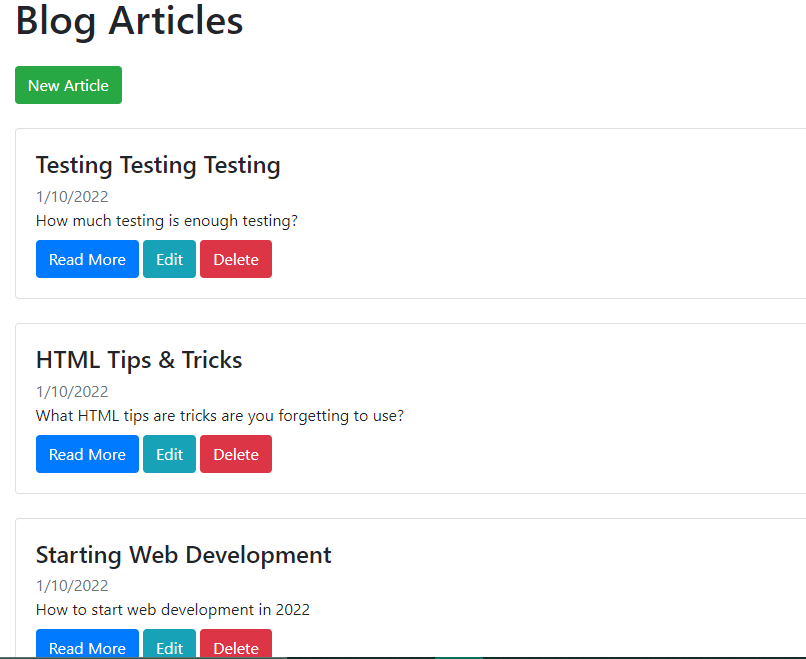 Blog Articles
New Article
Testing Testing Testing
1/10/2022
How much testing is enough testing?
Read More Edit Delete
HTML Tips & Tricks
1/10/2022
What HTML tips are tricks are you forgetting to use?
Read More Edit Delete
Starting Web Development
1/10/2022
How to start web development in 2022
Read More Edit Delete